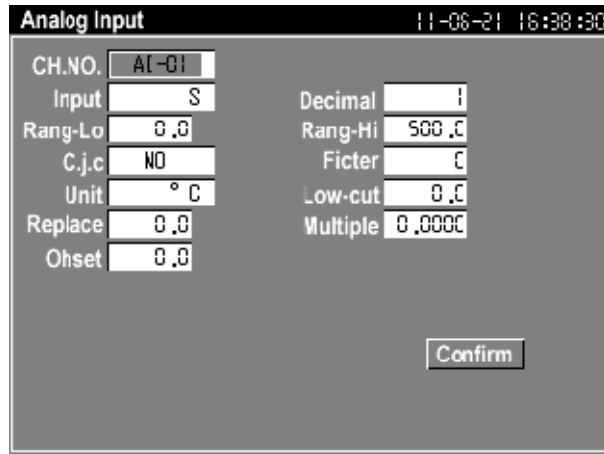 Analog Input 11-06-21 16:38:30
CH.NO. AI-01
Input S Decimal 1
Rang-Lo 0.0 Rang-Hi 500.0
C.j.c NO Ficter 0
Unit °C Low-cut 0.0
Replace 0.0 Multiple 0.0000
Ohset 0.0
Confirm